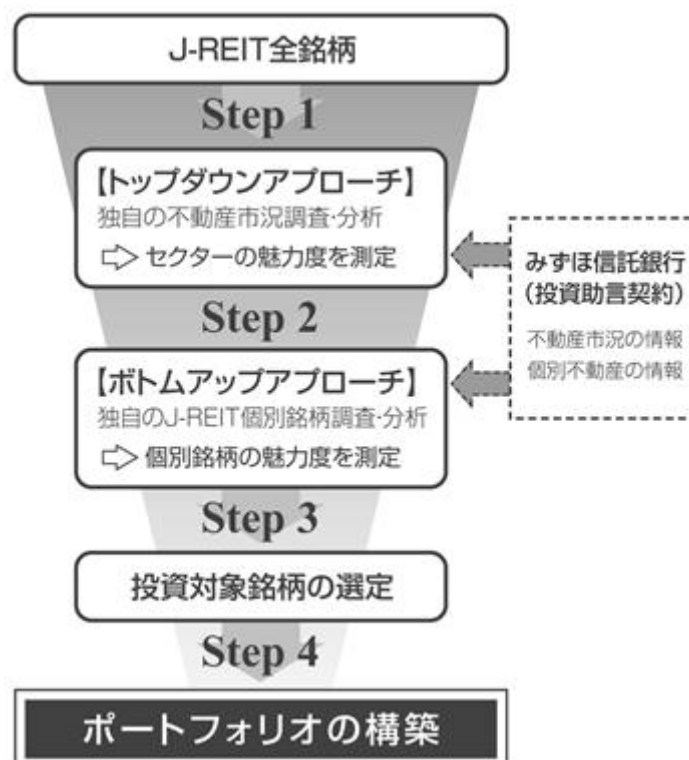 J-REIT全銘柄
Step 1
【トップダウンアプローチ】
独自の不動産市況調査・分析
⇨ セクターの魅力度を測定
みずほ信託銀行
（投資助言契約）
不動産市況の情報
個別不動産の情報
Step 2
【ボトムアップアプローチ】
独自のJ-REIT個別銘柄調査・分析
⇨ 個別銘柄の魅力度を測定
Step 3
投資対象銘柄の選定
Step 4
ポートフォリオの構築